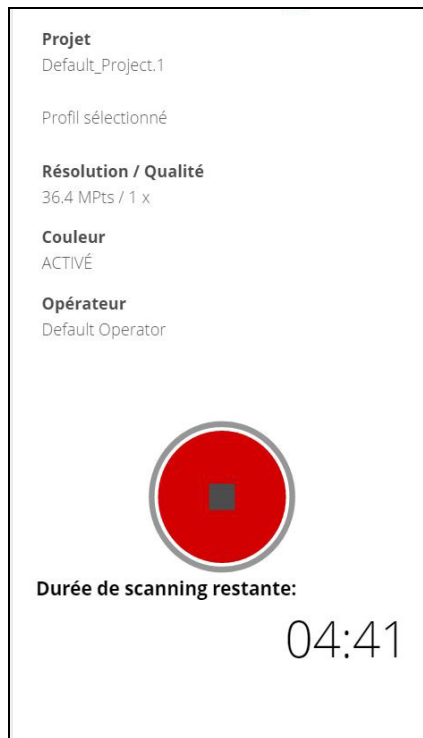 Projet
Default_Project.1
Profil sélectionné
Résolution / Qualité
36.4 MPts / 1 x
Couleur
ACTIVÉ
Opérateur
Default Operator
Durée de scanning restante:
04:41